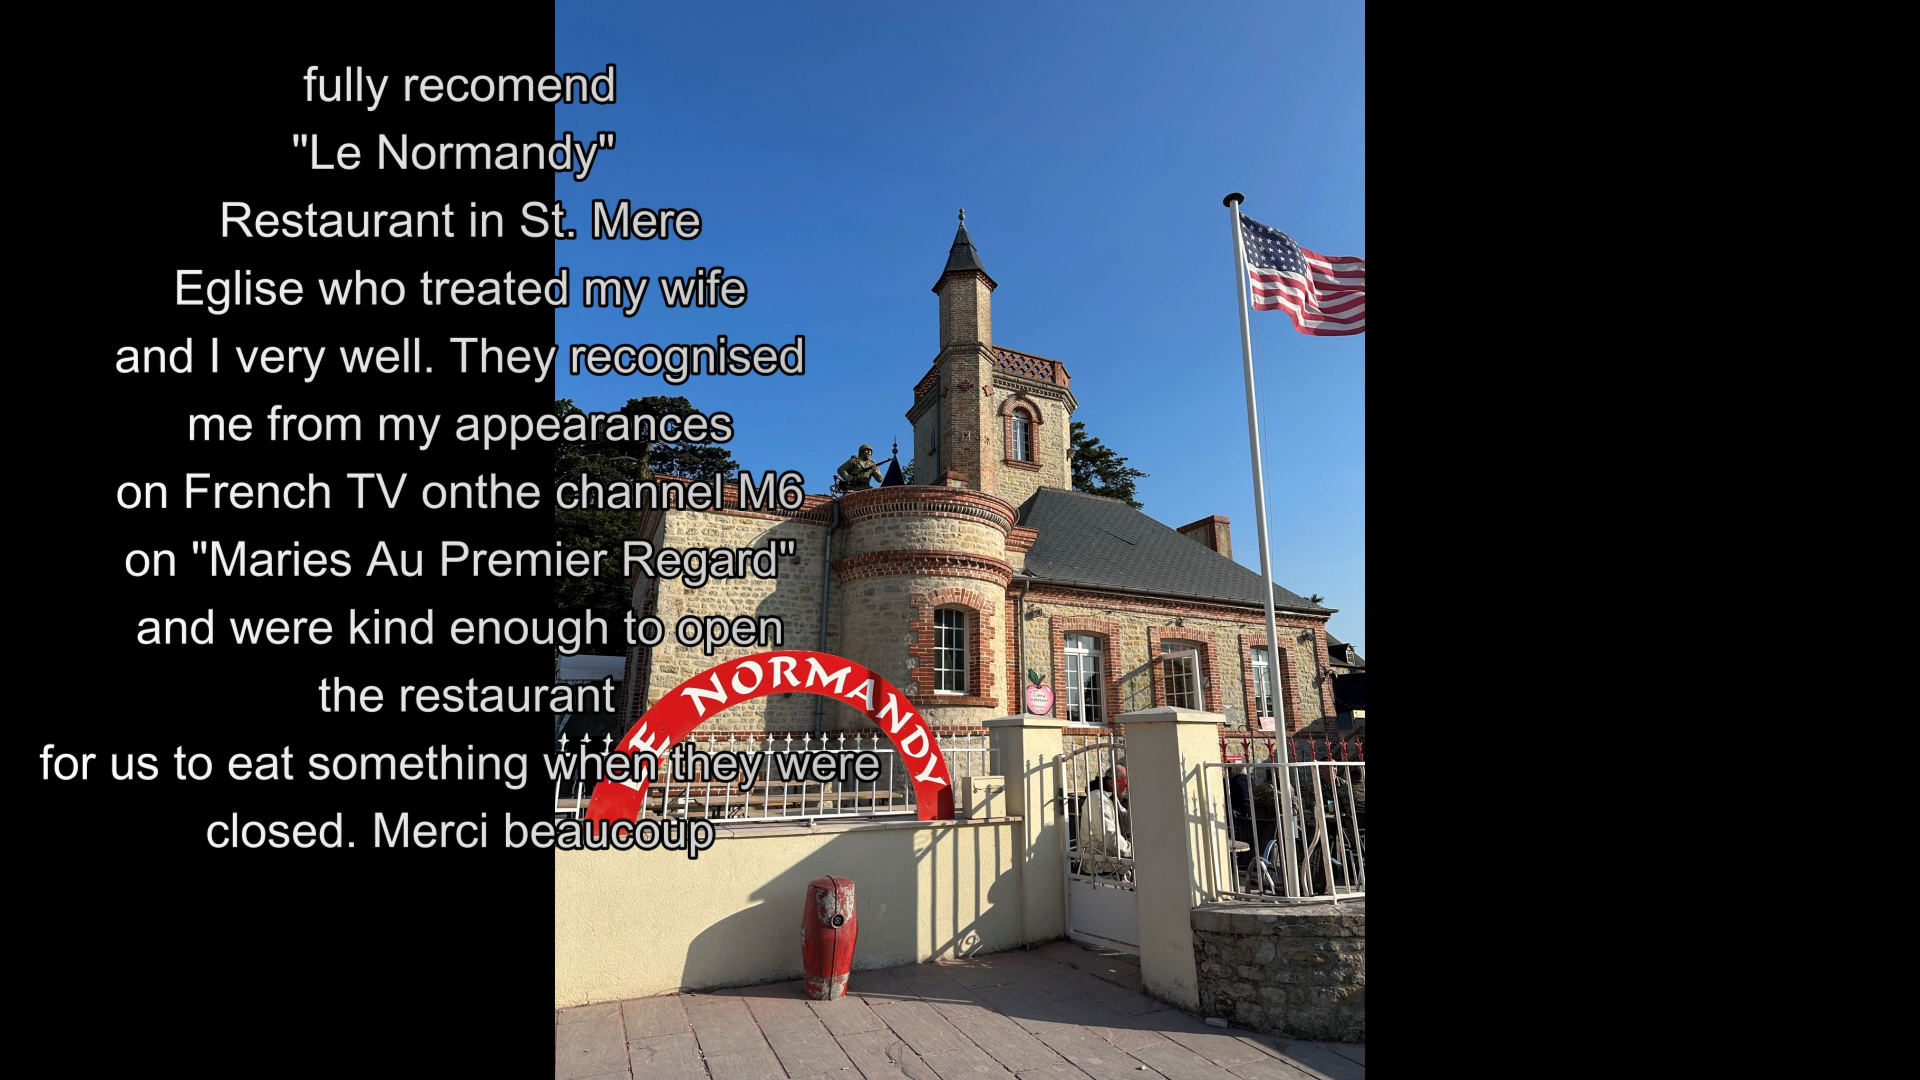 fully recomend
"Le Normandy"
Restaurant in St. Mere
Eglise who treated my wife
and I very well. They recognised
me from my appearances
on French TV onthe channel M6
on "Maries Au Premier Regard"
and were kind enough to open
the restaurant
for us to eat something when they were
closed. Merci beaucoup
LE NORMANDY